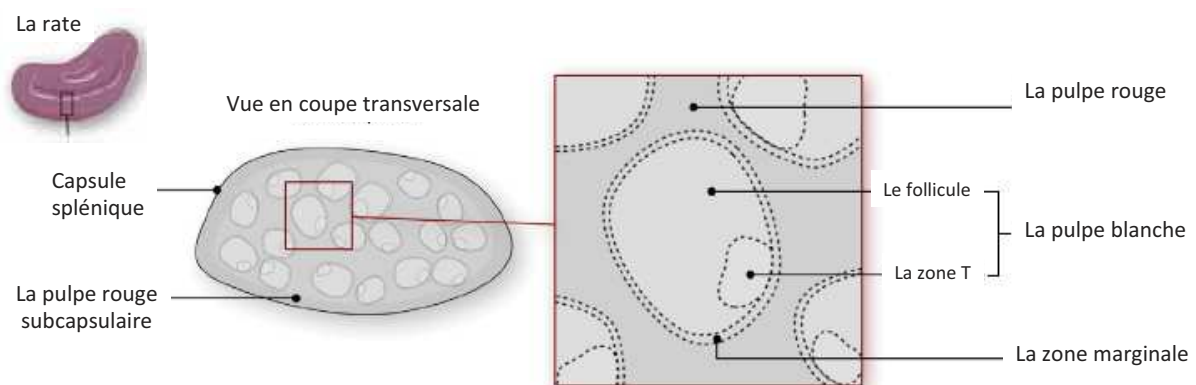 La rate
Vue en coupe transversale
Capsule
splénique
La pulpe rouge
subcapsulaire
La pulpe rouge
Le follicule
La pulpe blanche
La zone T
La zone marginale